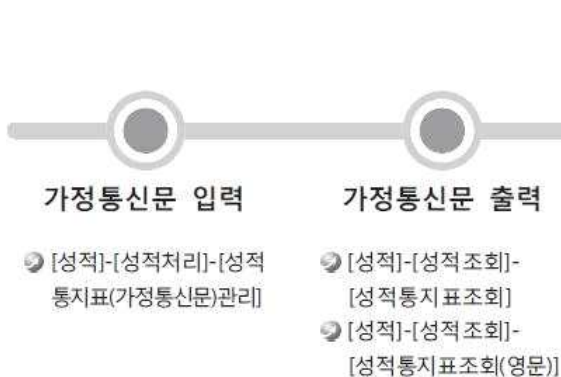 가정통신문 입력
[성적]-[성적처리]-[성적
통지표(가정통신문)관리]
가정통신문 출력
[성적]-[성적조회]-
[성적통지표조회]
[성적]-[성적조회]-
[성적통지표조회(영문)]